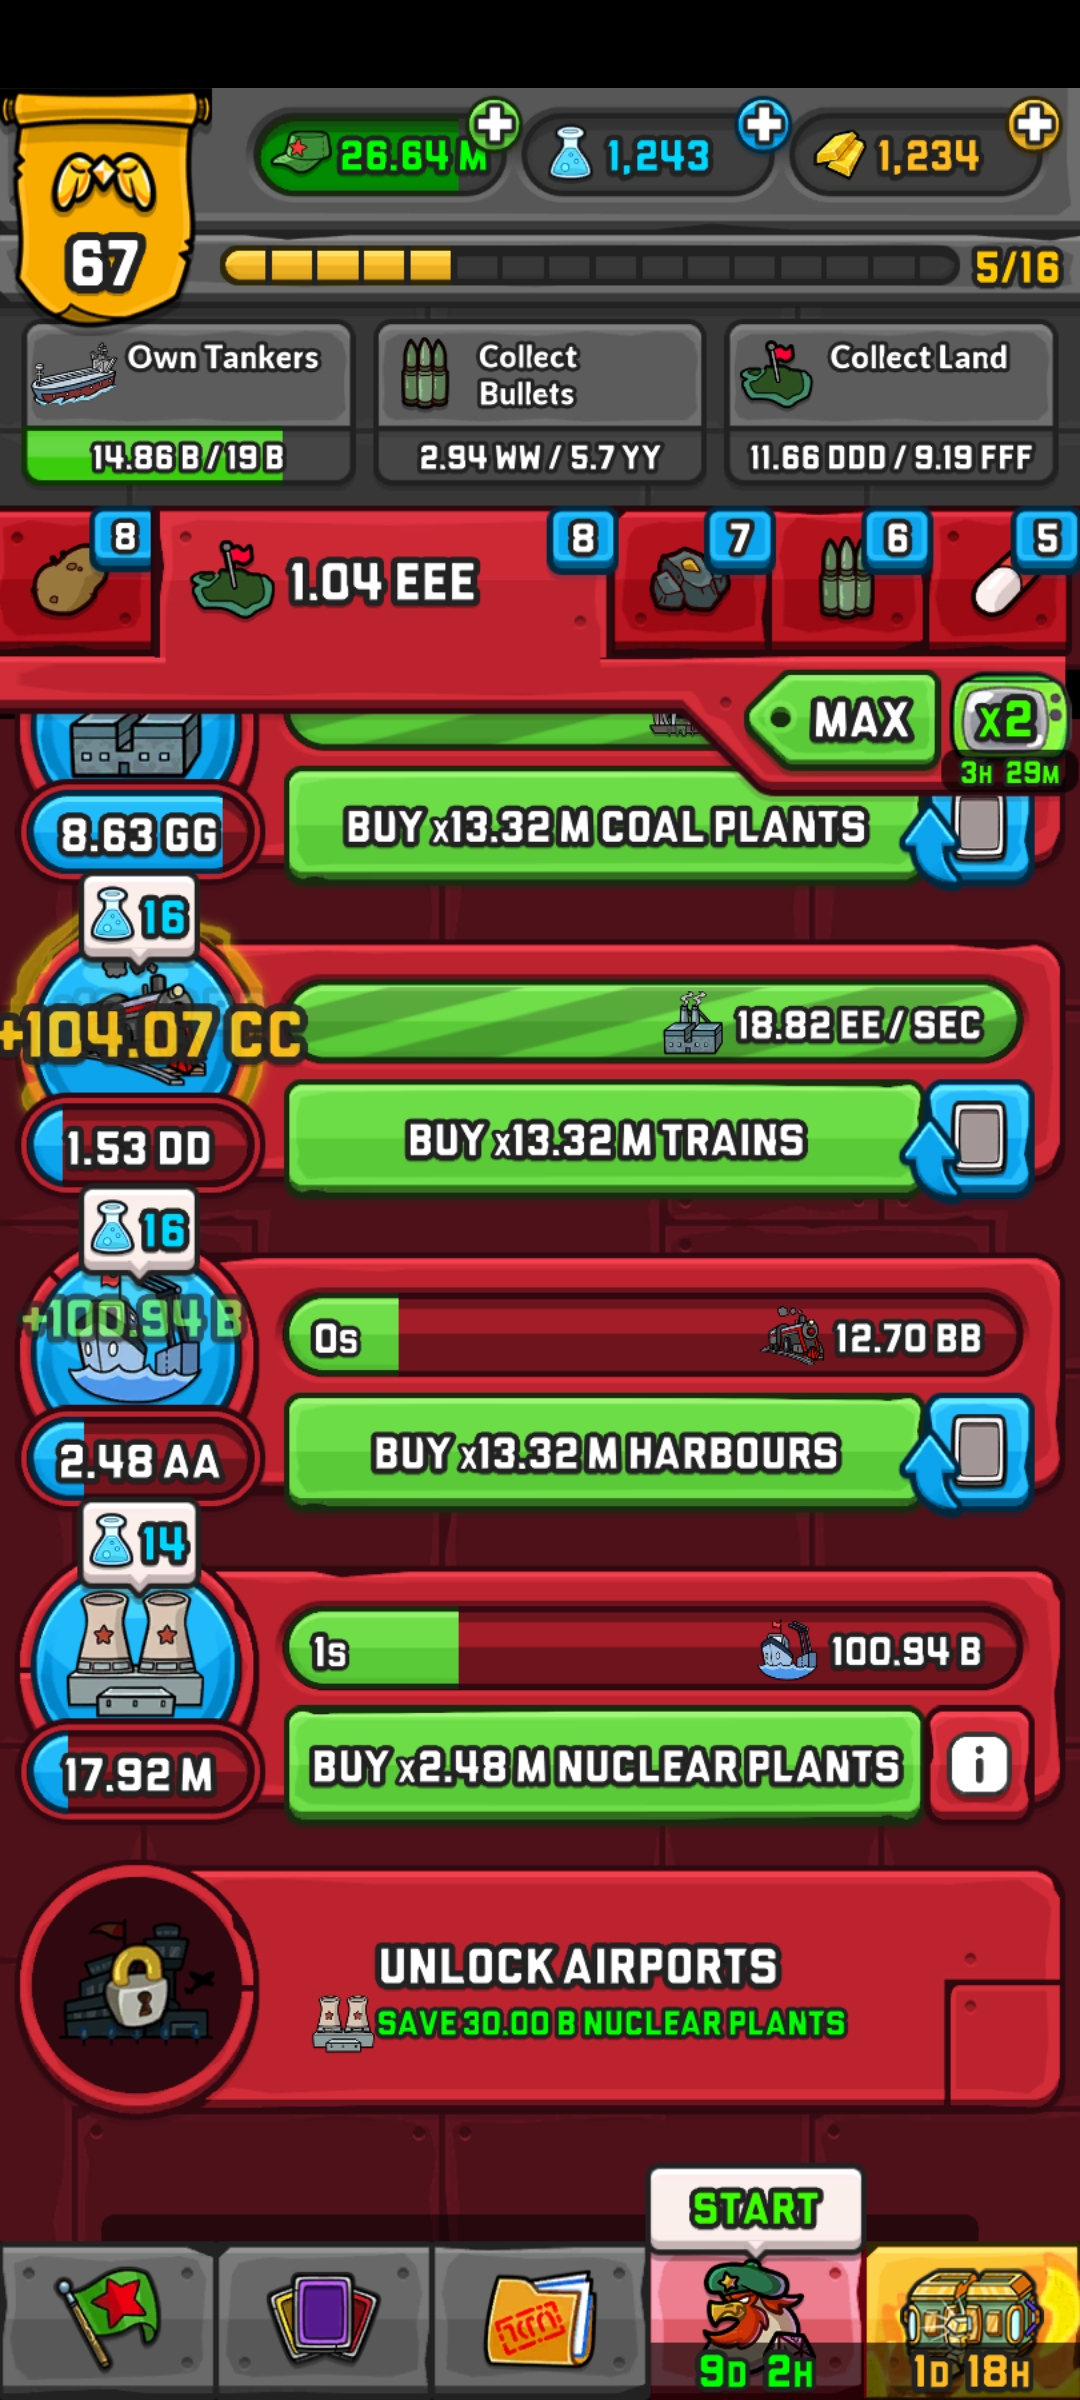 26.64 M
1,243
1,234
67
5/16
Own Tankers
14.86 B / 19 B
Collect
Bullets
2.94 WW / 5.7 YY
Collect Land
11.66 DDD / 9.19 FFF
8
1.04 EEE
8
7
6
5
MAX
x2
3H 29M
8.63 GG
BUY x13.32 M COAL PLANTS
16
+104.07 CC
18.82 EE / SEC
1.53 DD
BUY x13.32 M TRAINS
16
+100.94 B
0s
12.70 BB
2.48 AA
BUY x13.32 M HARBOURS
14
1s
100.94 B
17.92 M
BUY x2.48 M NUCLEAR PLANTS
i
UNLOCK AIRPORTS
SAVE 30.00 B NUCLEAR PLANTS
START
9D 2H
1D 18H